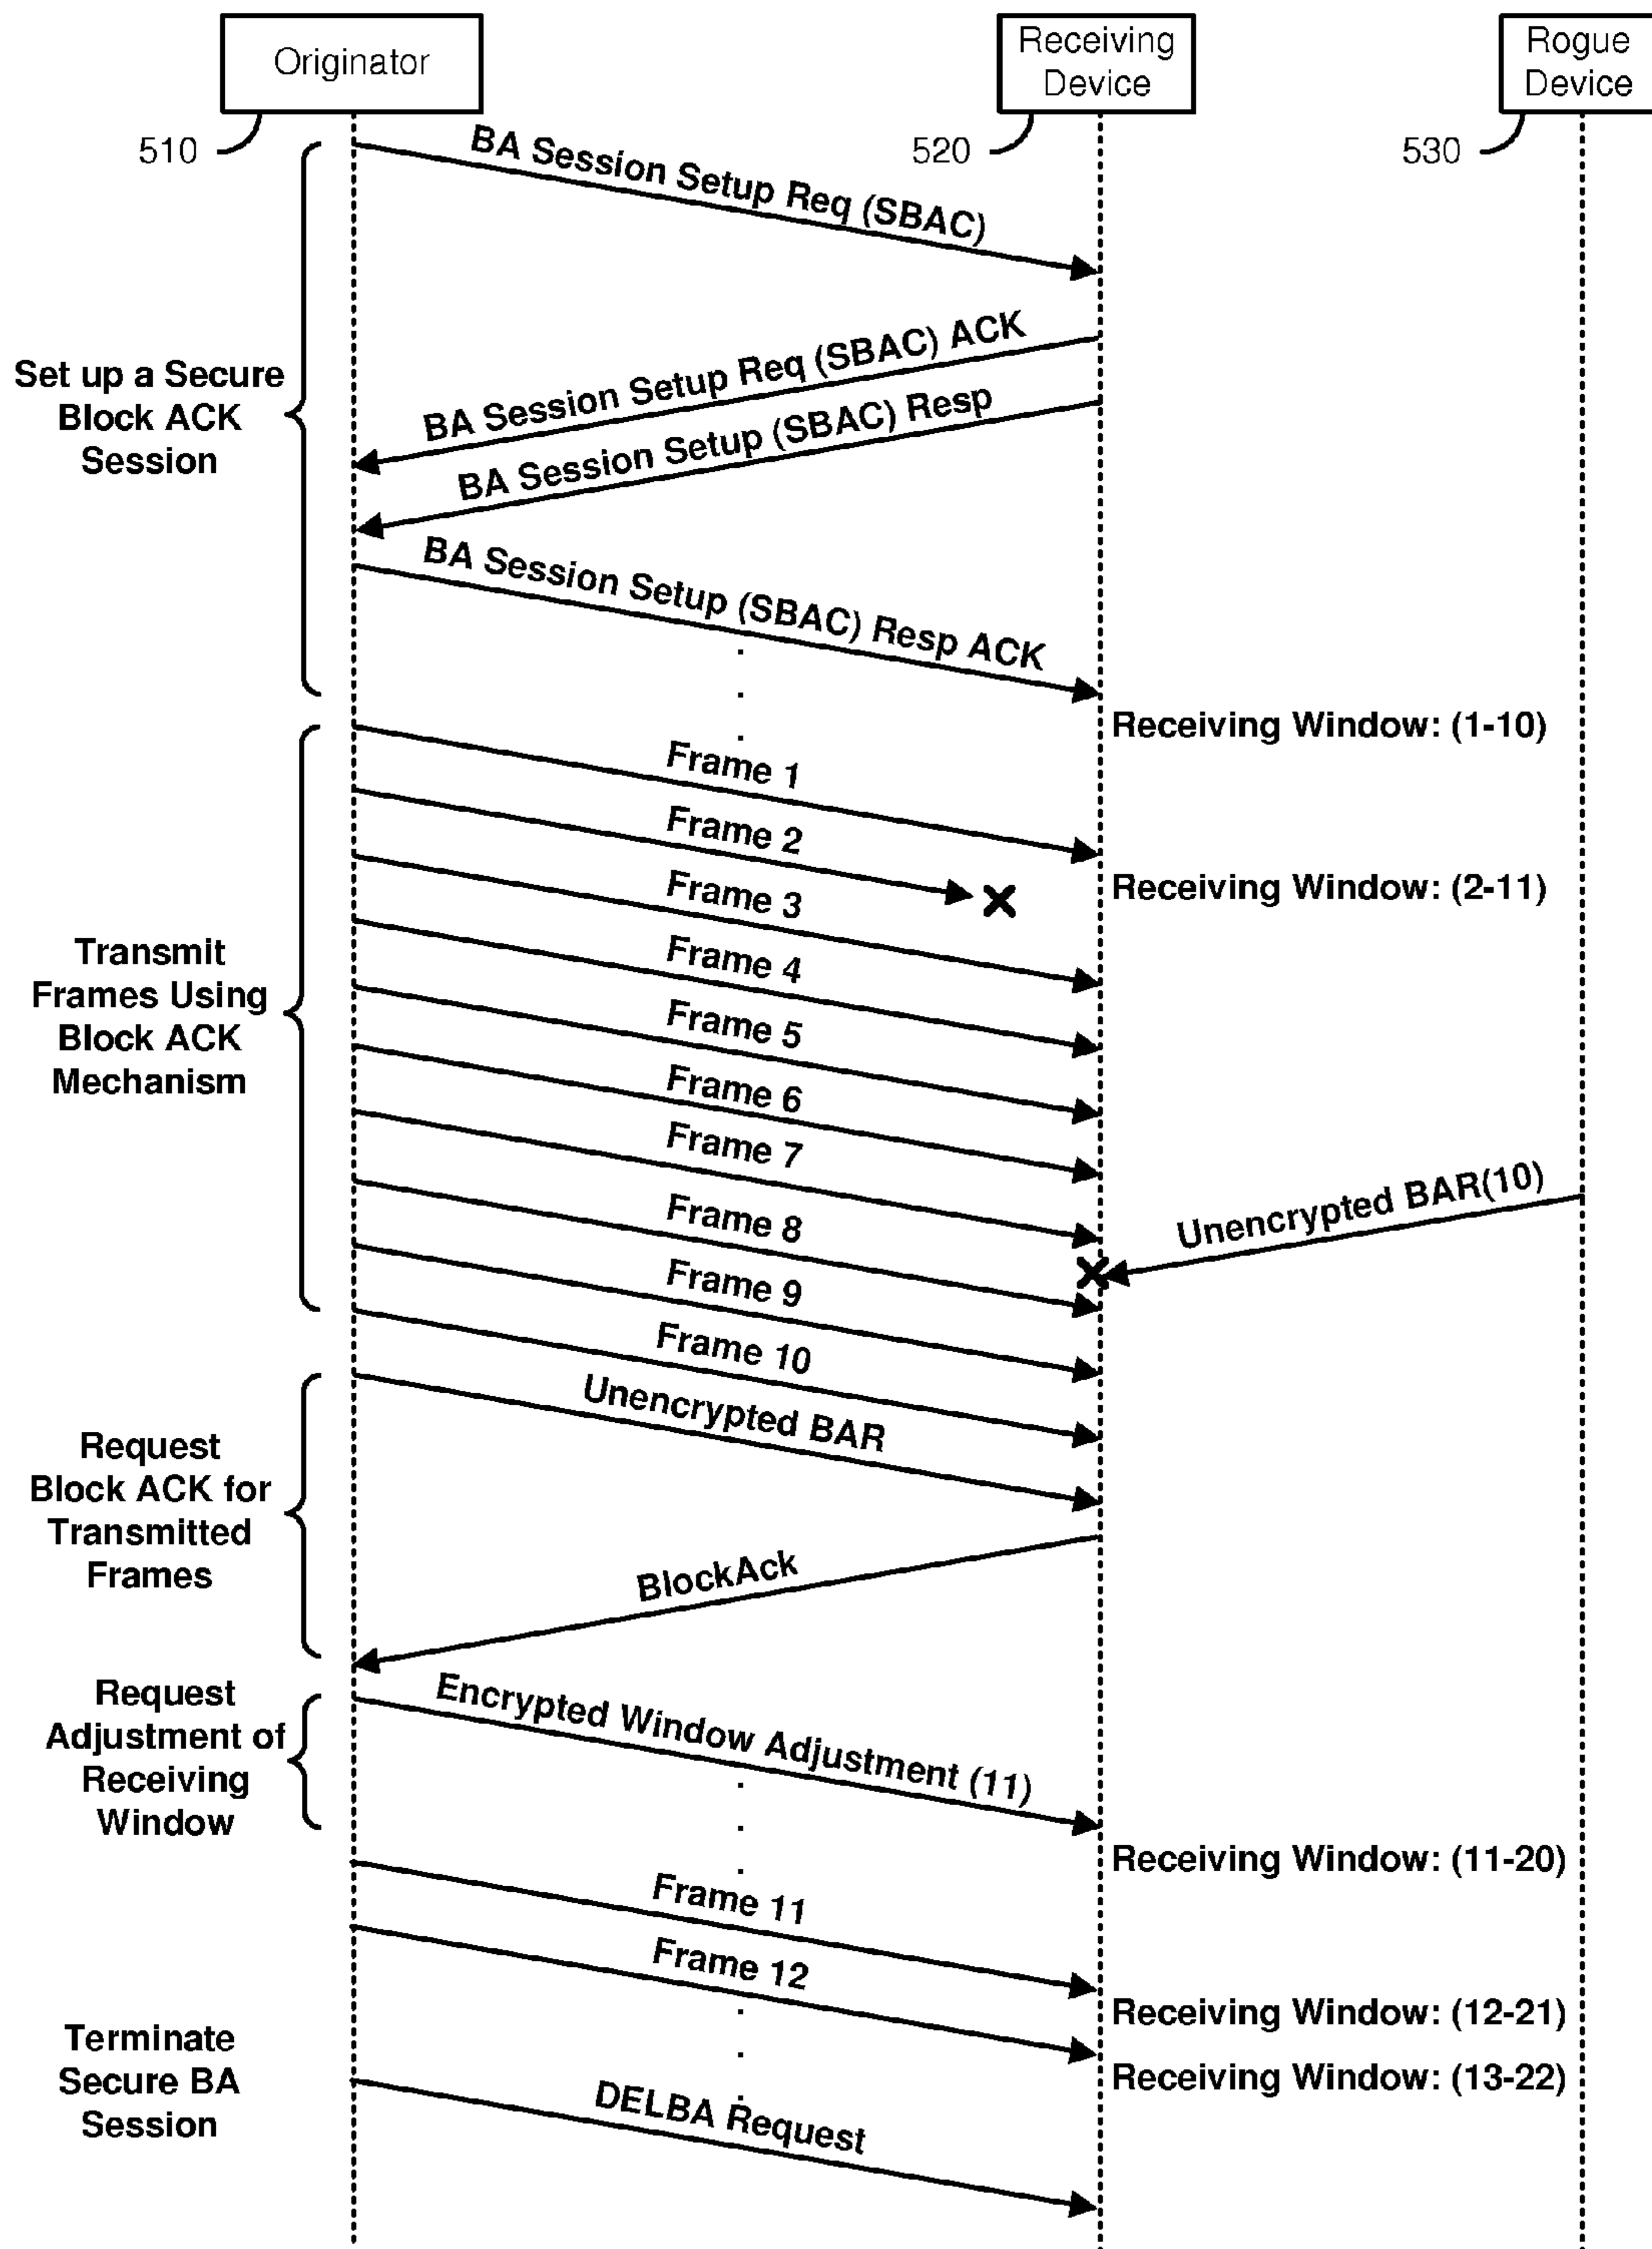 Originator
Receiving
Device
Rogue
Device
510
520
530
BA Session Setup Req (SBAC)
BA Session Setup Req (SBAC) ACK
BA Session Setup (SBAC) Resp
BA Session Setup (SBAC) Resp ACK
Set up a Secure
Block ACK
Session
Receiving Window: (1-10)
Frame 1
Frame 2
Receiving Window: (2-11)
Frame 3
Frame 4
Frame 5
Frame 6
Frame 7
Frame 8
Frame 9
Frame 10
Transmit
Frames Using
Block ACK
Mechanism
Unencrypted BAR(10)
Unencrypted BAR
BlockAck
Request
Block ACK for
Transmitted
Frames
Encrypted Window Adjustment (11)
Request
Adjustment of
Receiving
Window
Receiving Window: (11-20)
Frame 11
Frame 12
Receiving Window: (12-21)
Receiving Window: (13-22)
Terminate
Secure BA
Session
DELBA Request